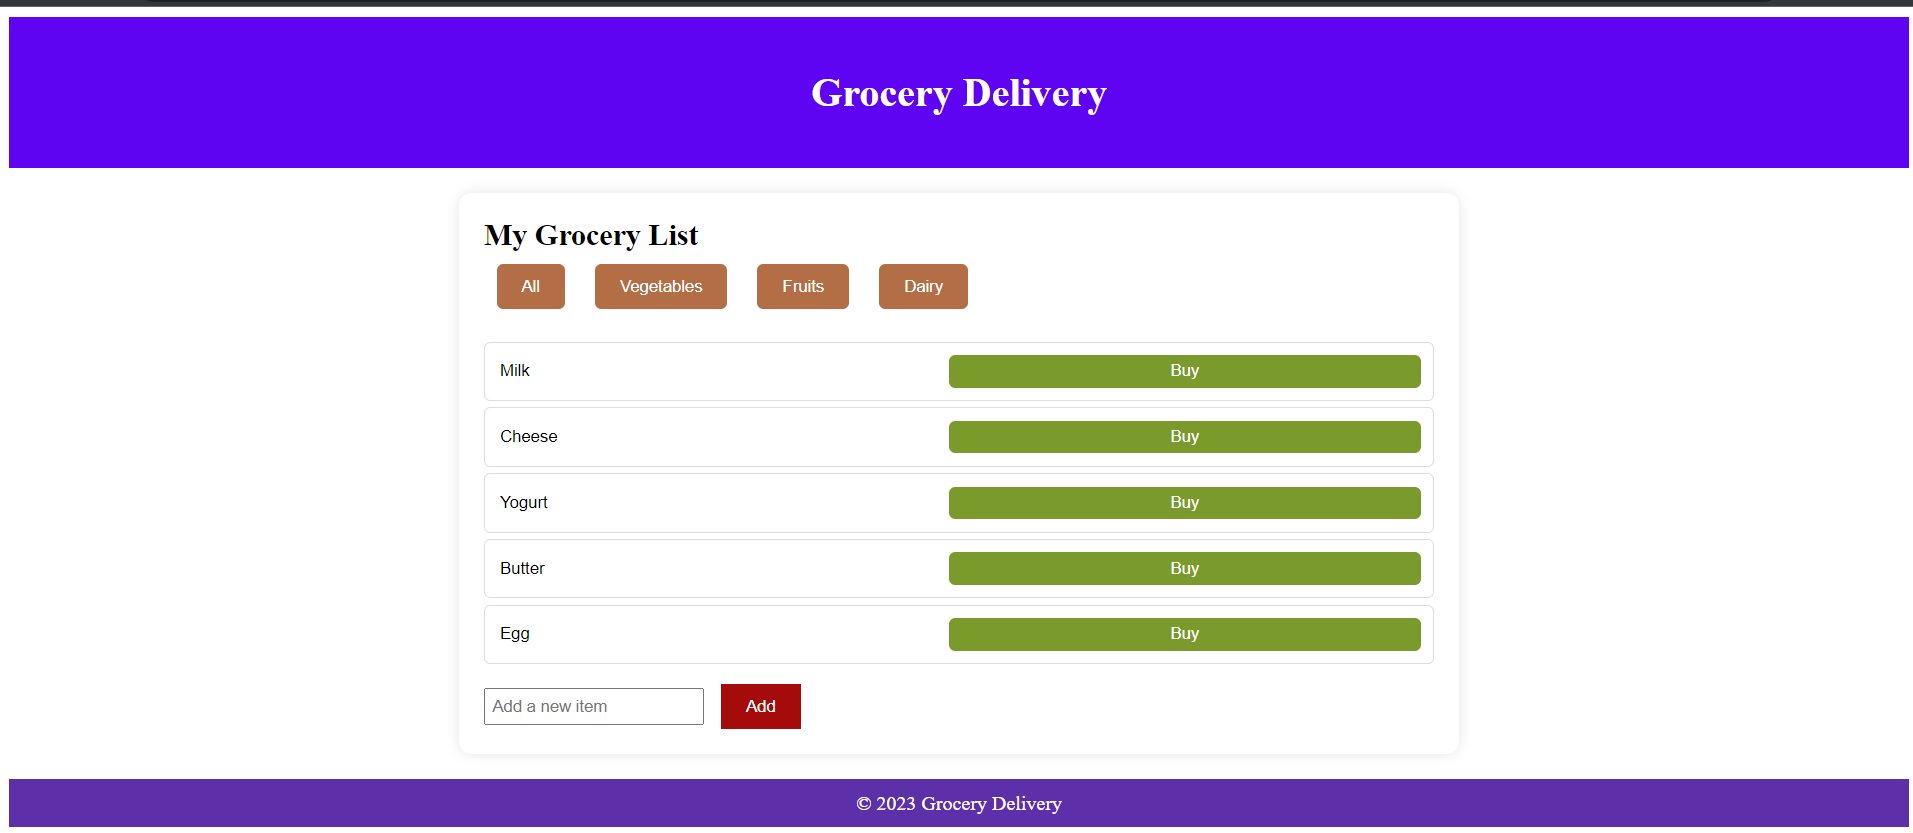 Grocery Delivery
My Grocery List
All Vegetables Fruits Dairy
Milk Buy
Cheese Buy
Yogurt Buy
Butter Buy
Egg Buy
Add a new item Add
© 2023 Grocery Delivery